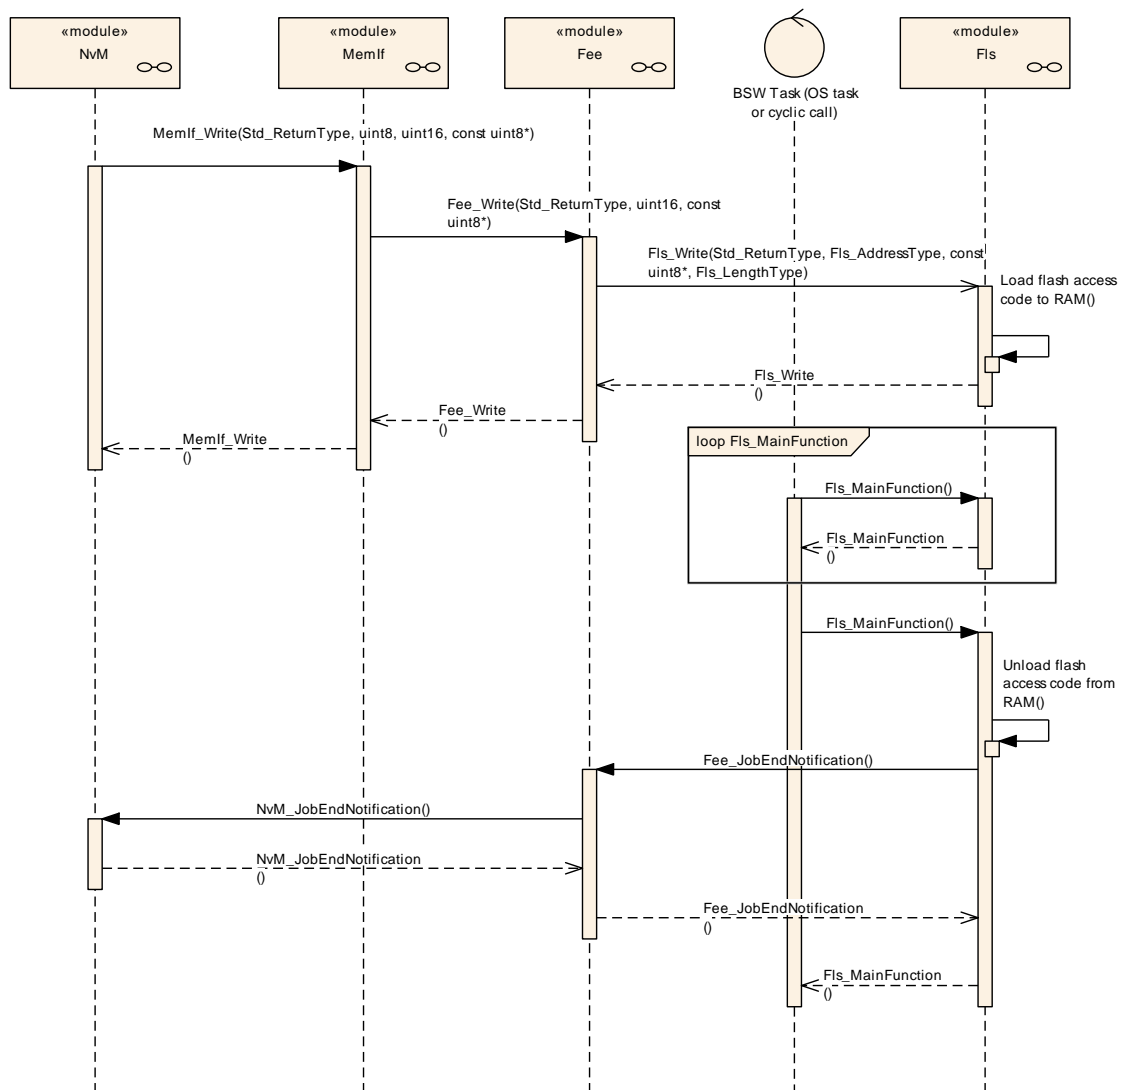 «module»
NvM
«module»
MemIf
«module»
Fee
BSW Task (OS task
or cyclic call)
«module»
Fls
MemIf_Write(Std_ReturnType, uint8, uint16, const uint8*)
Fee_Write(Std_ReturnType, uint16, const
uint8*)
Fls_Write(Std_ReturnType, Fls_AddressType, const
uint8*, Fls_LengthType)
Load flash access
code to RAM()
Fls_Write
()
Fee_Write
()
MemIf_Write
()
loop Fls_MainFunction
Fls_MainFunction()
Fls_MainFunction
()
Fls_MainFunction()
Unload flash
access code from
RAM()
Fee_JobEndNotification()
NvM_JobEndNotification()
NvM_JobEndNotification
()
Fee_JobEndNotification
()
Fls_MainFunction
()